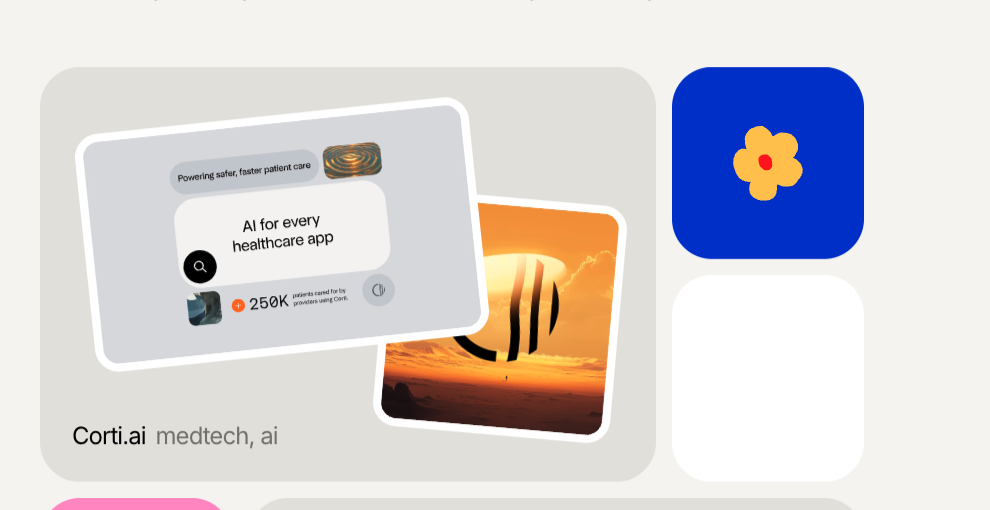 Powering safer, faster patient care
AI for every
healthcare app
250K
patients cared for by
providers using Corti.
Corti.ai medtech, ai